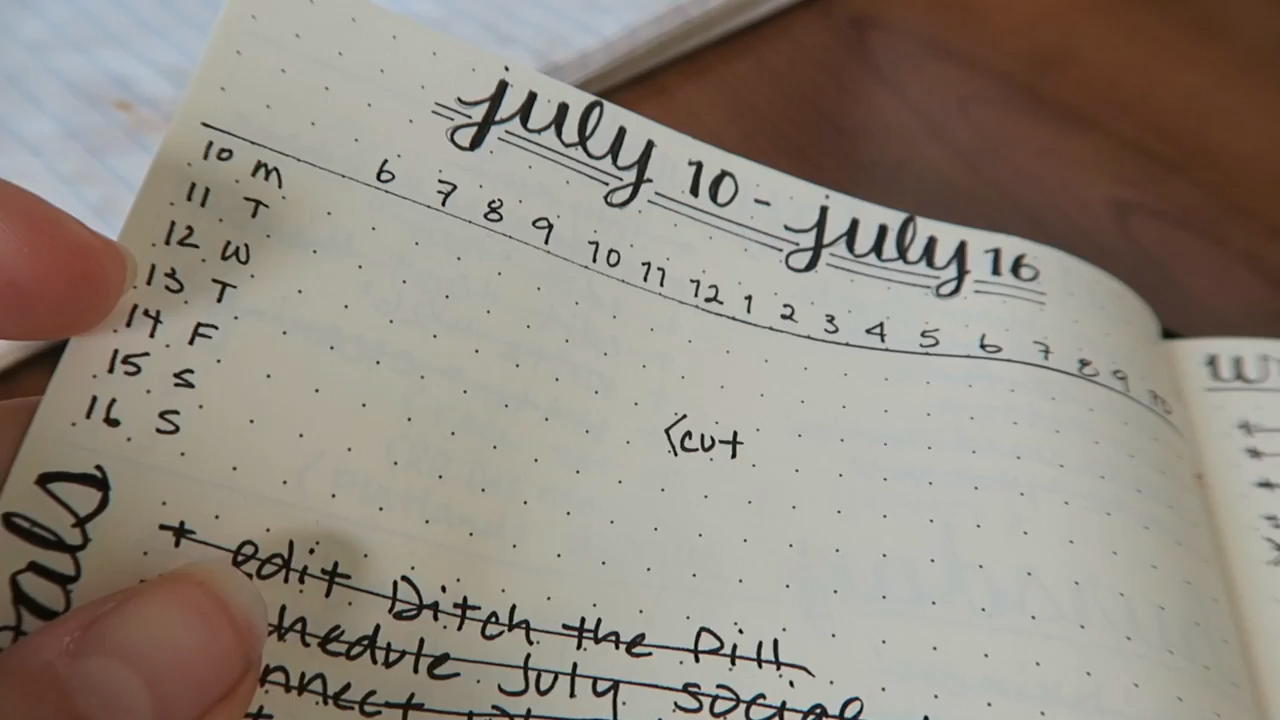 july 10 - july 16
6 7 8 9 10 11 12 1 2 3 4 5 6 7 8 9 10
10 M
11 T
12 W
13 T
14 F
15 S
16 S
<cut
+ edit Ditch the Pill
july social